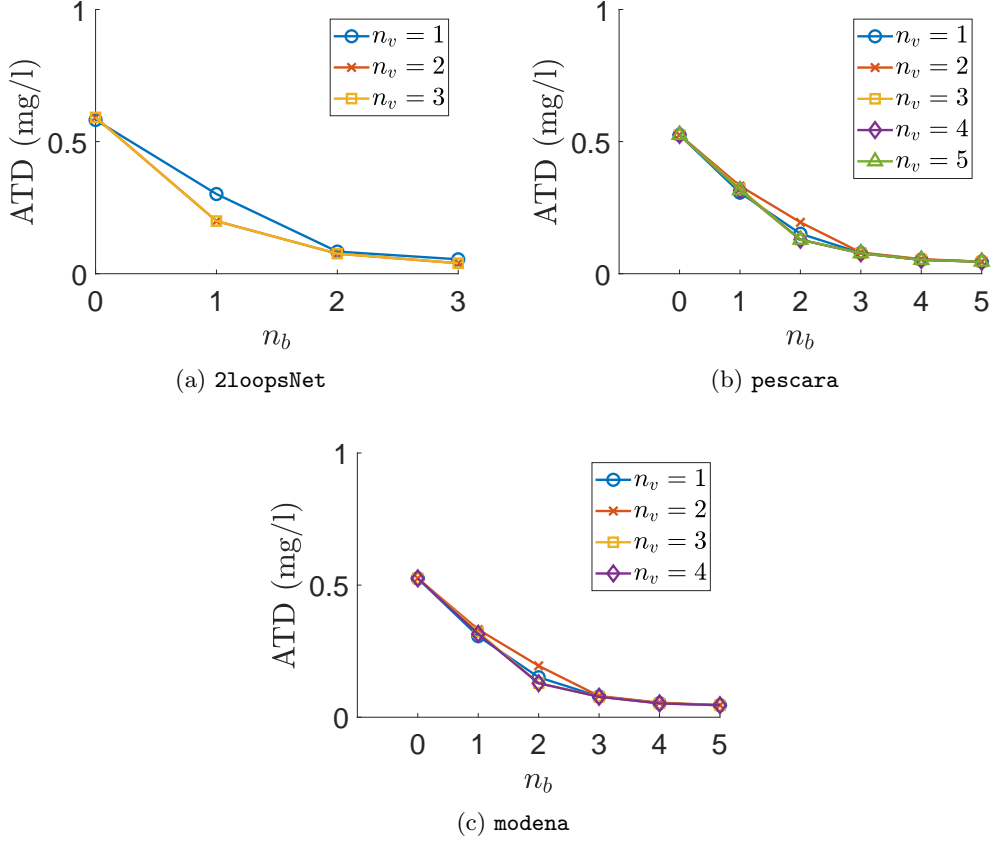 1
0.5
0
ATD (mg/l)
0 1 2 3
n_b
n_v = 1
n_v = 2
n_v = 3
(a) 2loopsNet
1
0.5
0
ATD (mg/l)
0 1 2 3 4 5
n_b
n_v = 1
n_v = 2
n_v = 3
n_v = 4
n_v = 5
(b) pescara
1
0.5
0
ATD (mg/l)
0 1 2 3 4 5
n_b
n_v = 1
n_v = 2
n_v = 3
n_v = 4
(c) modena